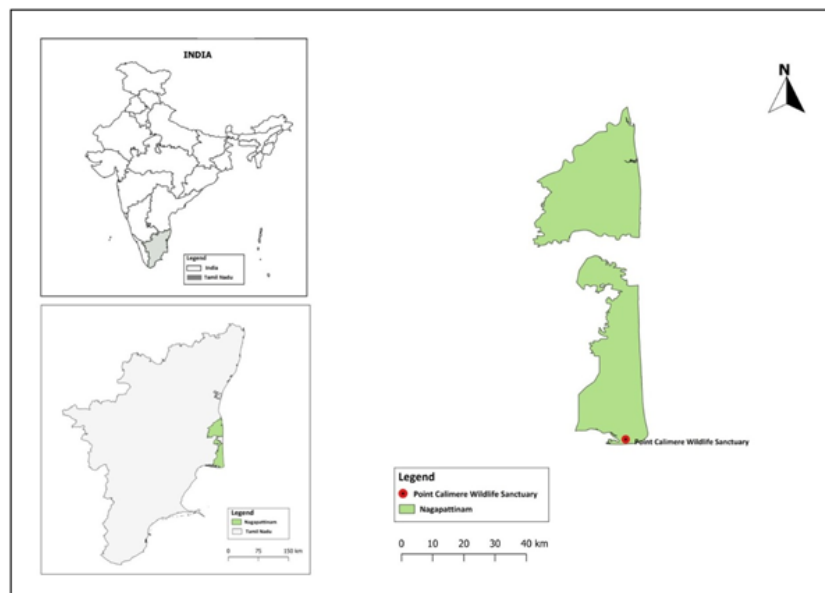 INDIA
Legend
India
Tamil Nadu
Legend
Nagapattinam
Tamil Nadu
0 75 150 km
N
Point Calimere Wildlife Sanctuary
Legend
Point Calimere Wildlife Sanctuary
Nagapattinam
0 10 20 30 40 km